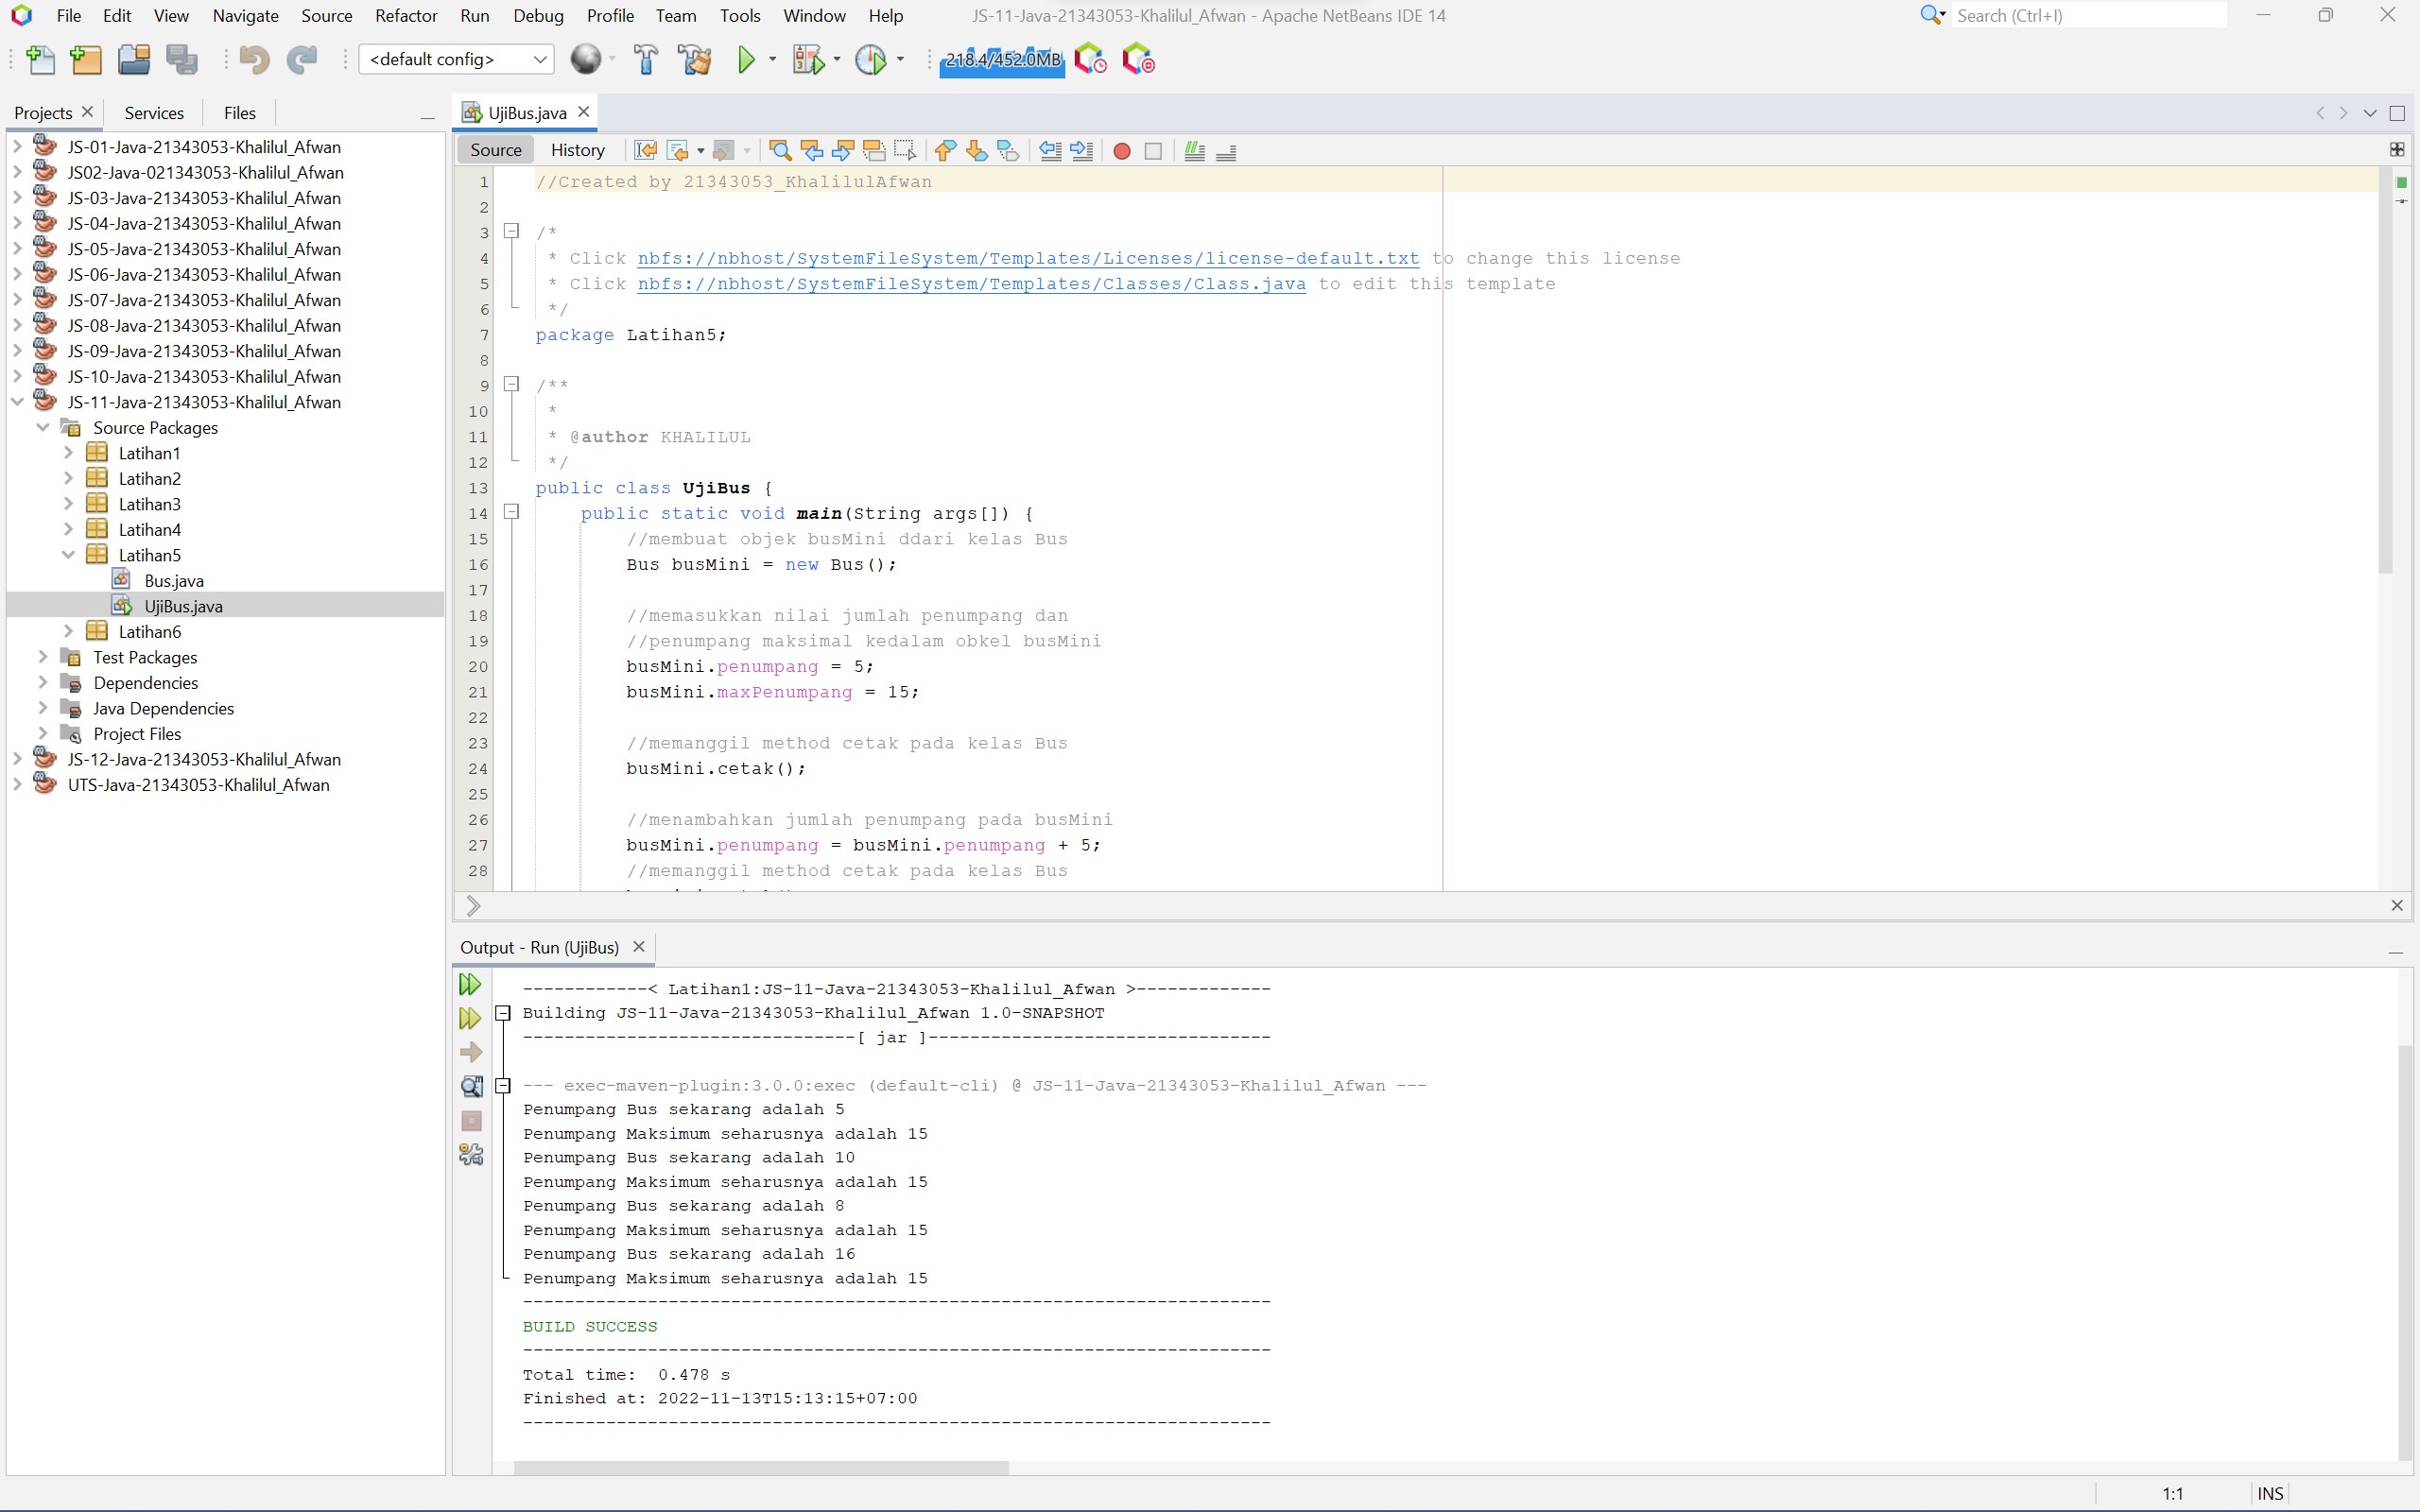 File Edit View Navigate Source Refactor Run Debug Profile Team Tools Window Help
JS-11-Java-21343053-Khalilul_Afwan - Apache NetBeans IDE 14
Search (Ctrl+I)
<default config>
218.4/452.0MB
Projects Services Files
JS-01-Java-21343053-Khalilul_Afwan
JS02-Java-021343053-Khalilul_Afwan
JS-03-Java-21343053-Khalilul_Afwan
JS-04-Java-21343053-Khalilul_Afwan
JS-05-Java-21343053-Khalilul_Afwan
JS-06-Java-21343053-Khalilul_Afwan
JS-07-Java-21343053-Khalilul_Afwan
JS-08-Java-21343053-Khalilul_Afwan
JS-09-Java-21343053-Khalilul_Afwan
JS-10-Java-21343053-Khalilul_Afwan
JS-11-Java-21343053-Khalilul_Afwan
Source Packages
Latihan1
Latihan2
Latihan3
Latihan4
Latihan5
Bus.java
UjiBus.java
Latihan6
Test Packages
Dependencies
Java Dependencies
Project Files
JS-12-Java-21343053-Khalilul_Afwan
UTS-Java-21343053-Khalilul_Afwan
UjiBus.java
Source History
1 //Created by 21343053_KhalilulAfwan
2
3 /*
4  * Click nbfs://nbhost/SystemFileSystem/Templates/Licenses/license-default.txt to change this license
5  * Click nbfs://nbhost/SystemFileSystem/Templates/Classes/Class.java to edit this template
6  */
7 package Latihan5;
8
9 /**
10  *
11  * @author KHALILUL
12  */
13 public class UjiBus {
14     public static void main(String args[]) {
15         //membuat objek busMini ddari kelas Bus
16         Bus busMini = new Bus();
17
18         //memasukkan nilai jumlah penumpang dan
19         //penumpang maksimal kedalam obkel busMini
20         busMini.penumpang = 5;
21         busMini.maxPenumpang = 15;
22
23         //memanggil method cetak pada kelas Bus
24         busMini.cetak();
25
26         //menambahkan jumlah penumpang pada busMini
27         busMini.penumpang = busMini.penumpang + 5;
28         //memanggil method cetak pada kelas Bus
Output - Run (UjiBus)
------------< Latihan1:JS-11-Java-21343053-Khalilul_Afwan >-------------
Building JS-11-Java-21343053-Khalilul_Afwan 1.0-SNAPSHOT
--------------------------------[ jar ]---------------------------------
--- exec-maven-plugin:3.0.0:exec (default-cli) @ JS-11-Java-21343053-Khalilul_Afwan ---
Penumpang Bus sekarang adalah 5
Penumpang Maksimum seharusnya adalah 15
Penumpang Bus sekarang adalah 10
Penumpang Maksimum seharusnya adalah 15
Penumpang Bus sekarang adalah 8
Penumpang Maksimum seharusnya adalah 15
Penumpang Bus sekarang adalah 16
Penumpang Maksimum seharusnya adalah 15
------------------------------------------------------------------------
BUILD SUCCESS
------------------------------------------------------------------------
Total time:  0.478 s
Finished at: 2022-11-13T15:13:15+07:00
------------------------------------------------------------------------
1:1 INS